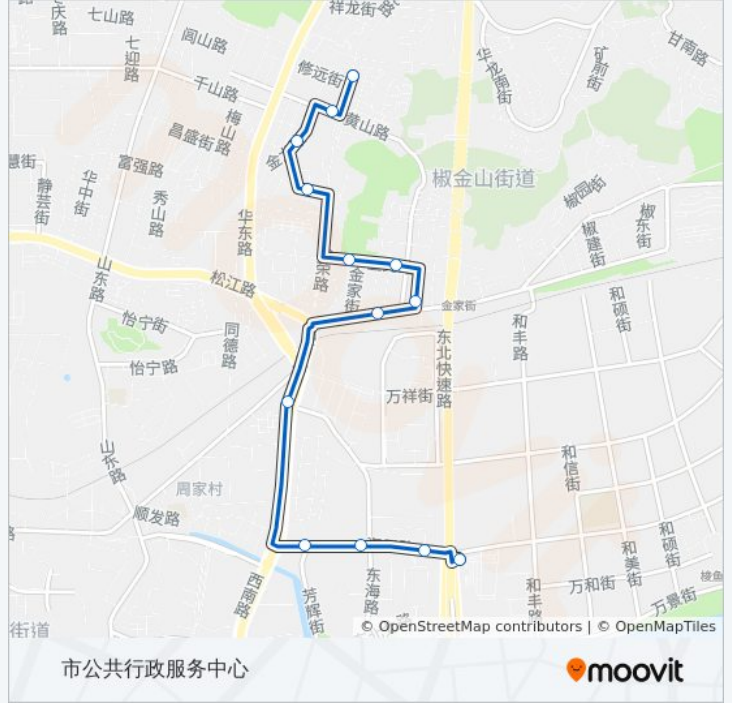 祥龙街
庆路
七山路
七迎路
闾山路
千山路
修远街
梅山路
黄山路
华龙南街
矿前街
甘南路
昌盛街
慧街
静芸街
华中街
富强路
秀山路
华东路
椒金山街道
椒园街
椒建街
椒东街
山东路
松江路
荣路
金家街
金家街
怡宁街
同德路
怡宁路
东北快速路
和丰路
和硕街
万祥街
山东路
周家村
顺发路
和信街
西南路
芳辉街
东海路
和丰路
万和街
和美街
和硕街
棱鱼
万景街
街道
© OpenStreetMap contributors | © OpenMapTiles
市公共行政服务中心
moovit